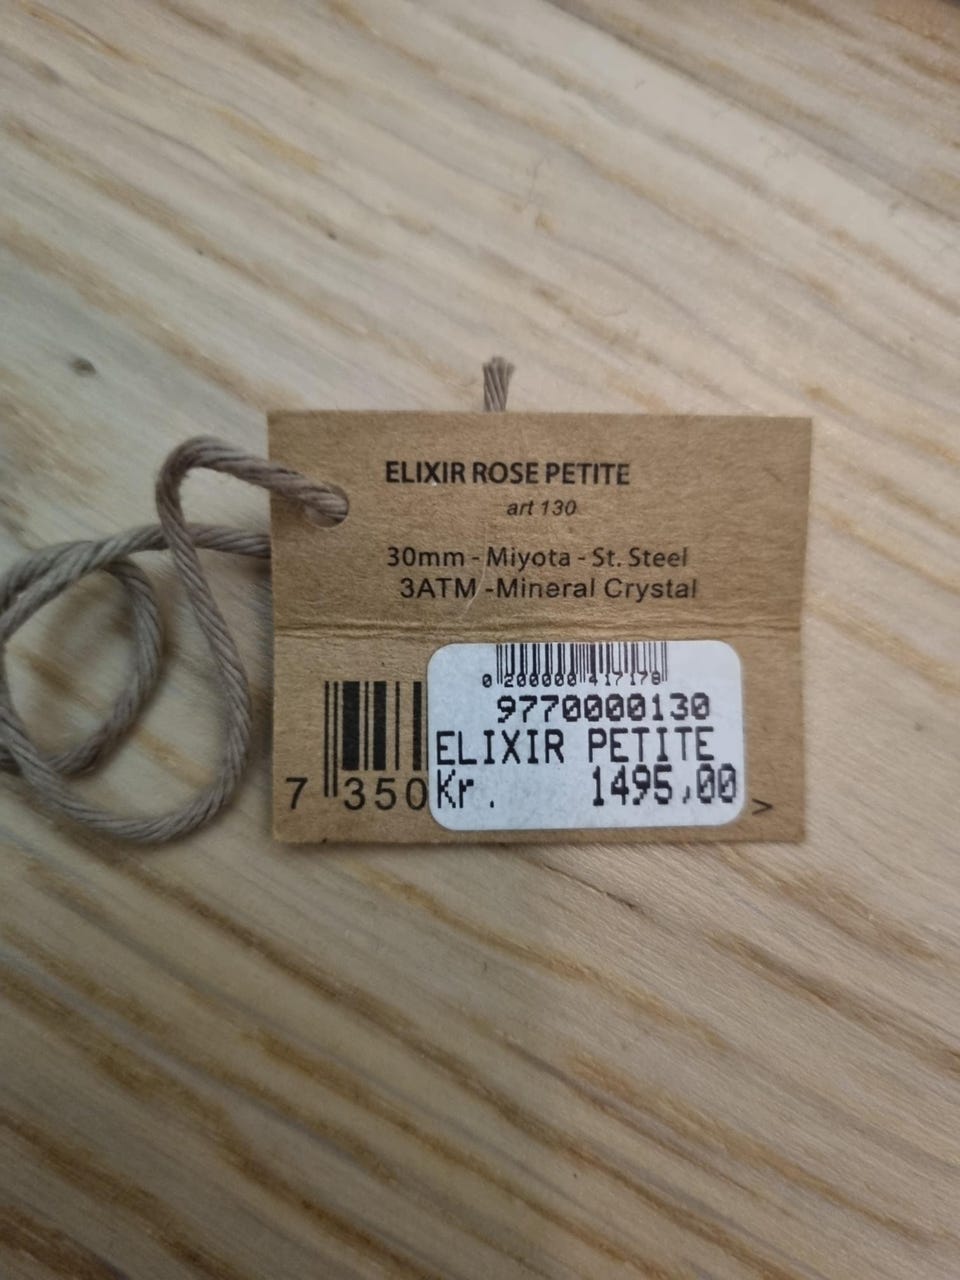 ELIXIR ROSE PETITE
art 130
30mm - Miyota - St. Steel
3ATM -Mineral Crystal
0 200000 417178
9770000130
ELIXIR PETITE
Kr. 1495,00
7 350 >